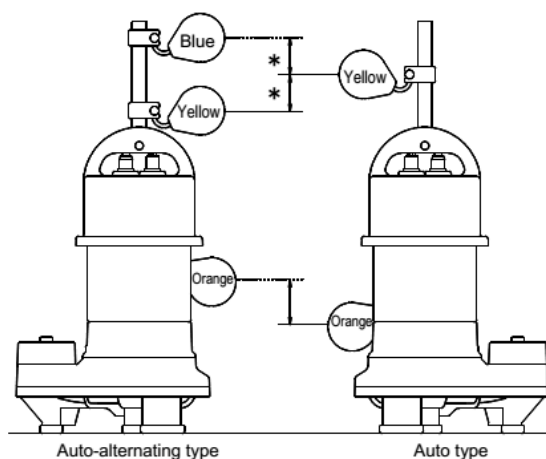 Blue
*
Yellow
*
Yellow
Orange
Orange
Auto-alternating type
Auto type